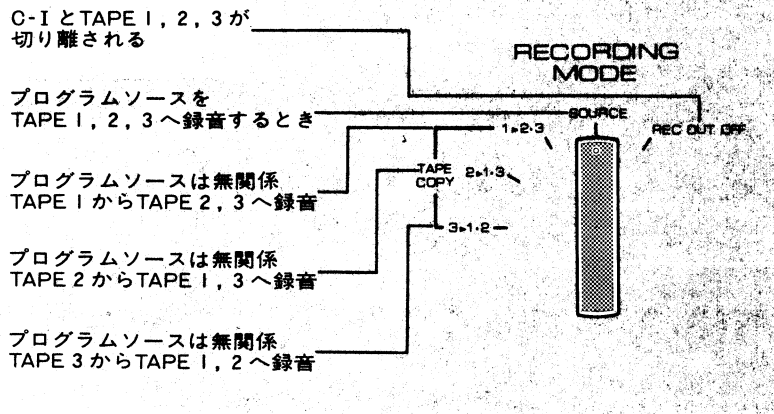 C-IとTAPE 1, 2, 3が
切り離される
プログラムソースを
TAPE 1, 2, 3へ録音するとき
プログラムソースは無関係
TAPE 1からTAPE 2, 3へ録音
プログラムソースは無関係
TAPE 2からTAPE 1, 3へ録音
プログラムソースは無関係
TAPE 3からTAPE 1, 2へ録音
RECORDING
MODE
SOURCE
REC OUT OFF
1▸2·3
TAPE
COPY
2▸1·3
3▸1·2